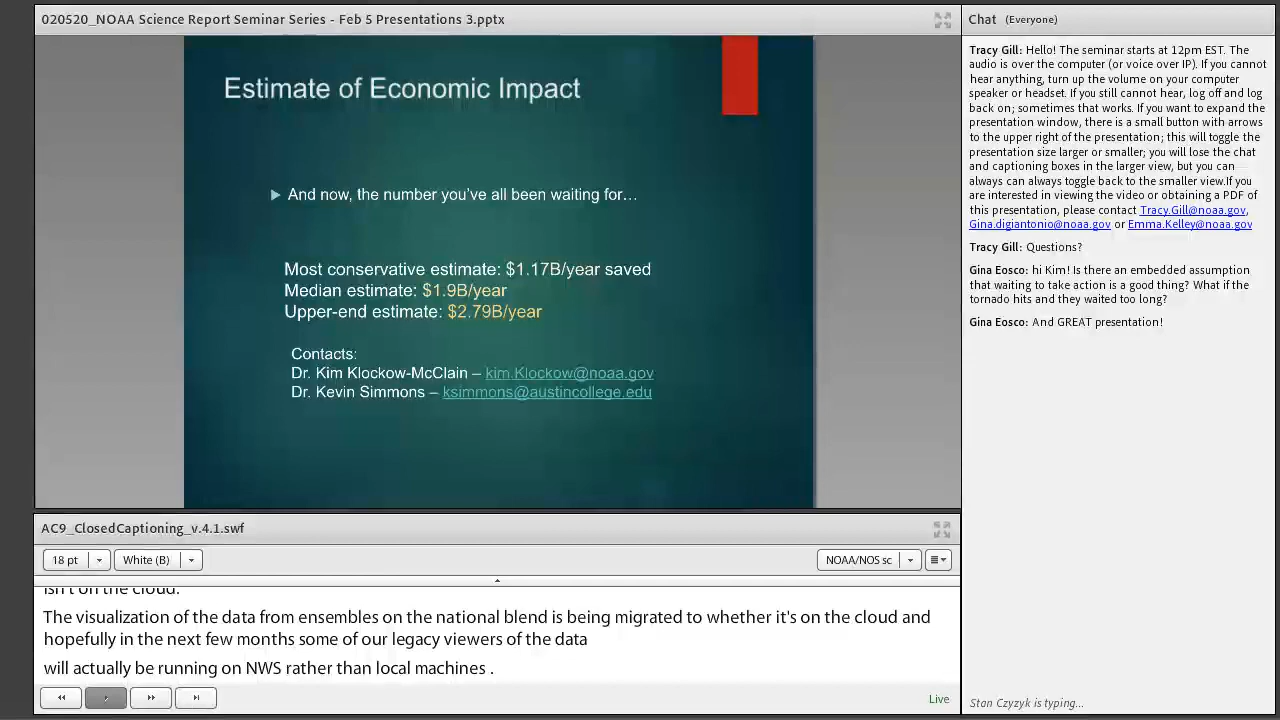 020520_NOAA Science Report Seminar Series - Feb 5 Presentations 3.pptx
Estimate of Economic Impact
And now, the number you've all been waiting for…
Most conservative estimate: $1.17B/year saved
Median estimate: $1.9B/year
Upper-end estimate: $2.79B/year
Contacts:
Dr. Kim Klockow-McClain – kim.Klockow@noaa.gov
Dr. Kevin Simmons – ksimmons@austincollege.edu
AC9_ClosedCaptioning_v.4.1.swf
18 pt
White (B)
NOAA/NOS sc
isn't on the cloud.
The visualization of the data from ensembles on the national blend is being migrated to whether it's on the cloud and
hopefully in the next few months some of our legacy viewers of the data
will actually be running on NWS rather than local machines .
Live
Chat (Everyone)
Tracy Gill: Hello! The seminar starts at 12pm EST. The
audio is over the computer (or voice over IP). If you cannot
hear anything, turn up the volume on your computer
speaker or headset. If you still cannot hear, log off and log
back on; sometimes that works. If you want to expand the
presentation window, there is a small button with arrows
to the upper right of the presentation; this will toggle the
presentation size larger or smaller; you will lose the chat
and captioning boxes in the larger view, but you can
always can always toggle back to the smaller view.If you
are interested in viewing the video or obtaining a PDF of
this presentation, please contact Tracy.Gill@noaa.gov,
Gina.digiantonio@noaa.gov or Emma.Kelley@noaa.gov
Tracy Gill: Questions?
Gina Eosco: hi Kim! Is there an embedded assumption
that waiting to take action is a good thing? What if the
tornado hits and they waited too long?
Gina Eosco: And GREAT presentation!
Stan Czyzyk is typing...